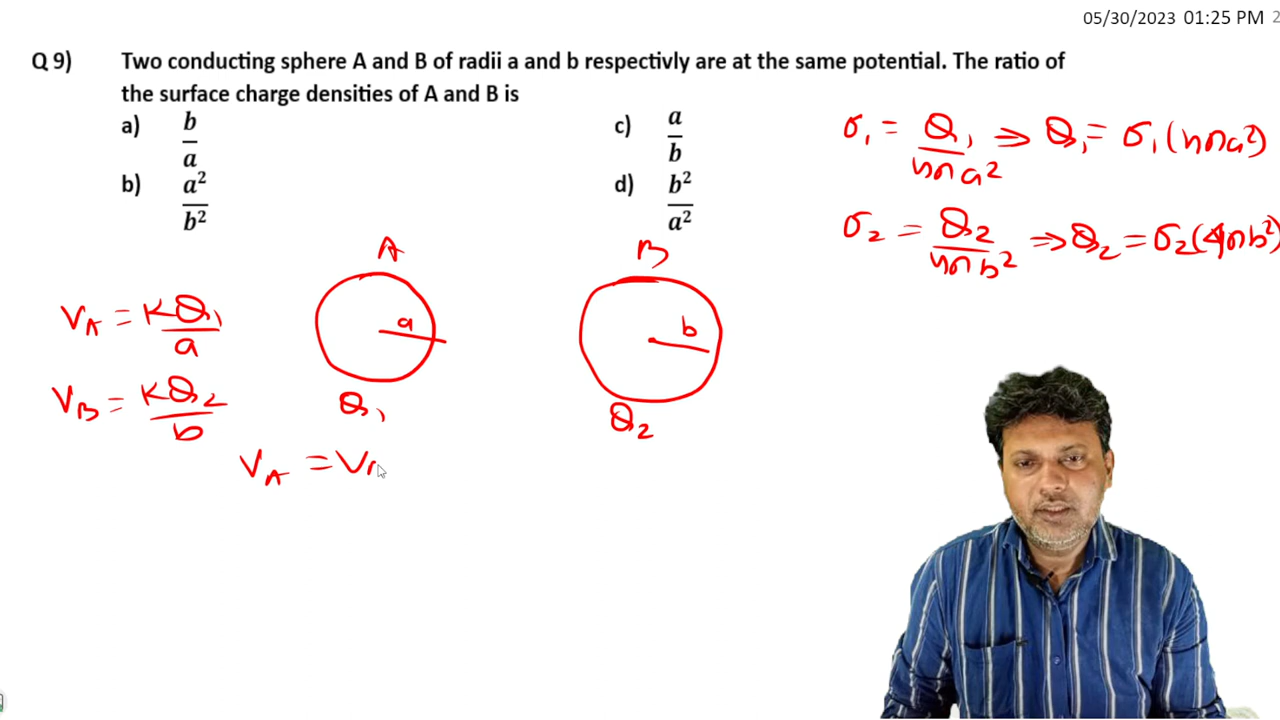 05/30/2023 01:25 PM 2
Q 9) Two conducting sphere A and B of radii a and b respectivly are at the same potential. The ratio of
the surface charge densities of A and B is
a) b/a
c) a/b
b) a²/b²
d) b²/a²
σ₁ = Q₁/4πa² ⇒ Q₁ = σ₁(4πa²)
σ₂ = Q₂/4πb² ⇒ Q₂ = σ₂(4πb²)
A
B
V_A = KQ₁/a
a
b
V_B = KQ₂/b
Q₁
Q₂
V_A = V